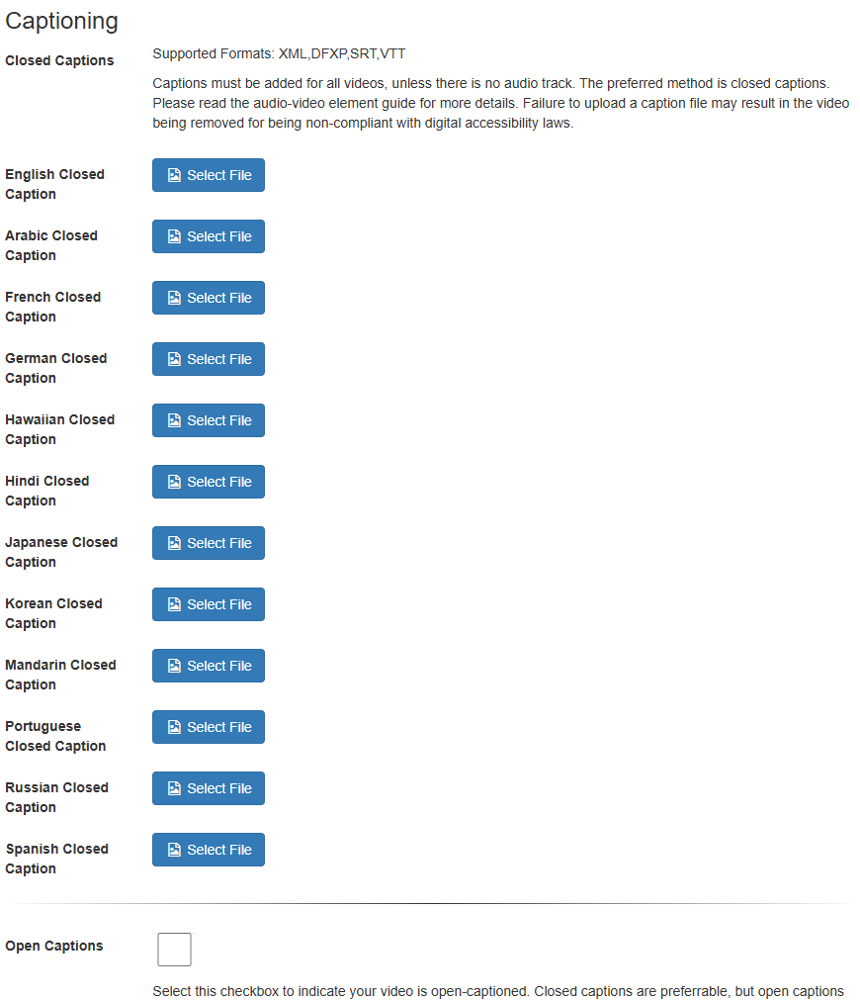 Captioning
Closed Captions
Supported Formats: XML,DFXP,SRT,VTT
Captions must be added for all videos, unless there is no audio track. The preferred method is closed captions.
Please read the audio-video element guide for more details. Failure to upload a caption file may result in the video
being removed for being non-compliant with digital accessibility laws.
English Closed
Caption
Select File
Arabic Closed
Caption
Select File
French Closed
Caption
Select File
German Closed
Caption
Select File
Hawaiian Closed
Caption
Select File
Hindi Closed
Caption
Select File
Japanese Closed
Caption
Select File
Korean Closed
Caption
Select File
Mandarin Closed
Caption
Select File
Portuguese
Closed Caption
Select File
Russian Closed
Caption
Select File
Spanish Closed
Caption
Select File
Open Captions
Select this checkbox to indicate your video is open-captioned. Closed captions are preferrable, but open captions